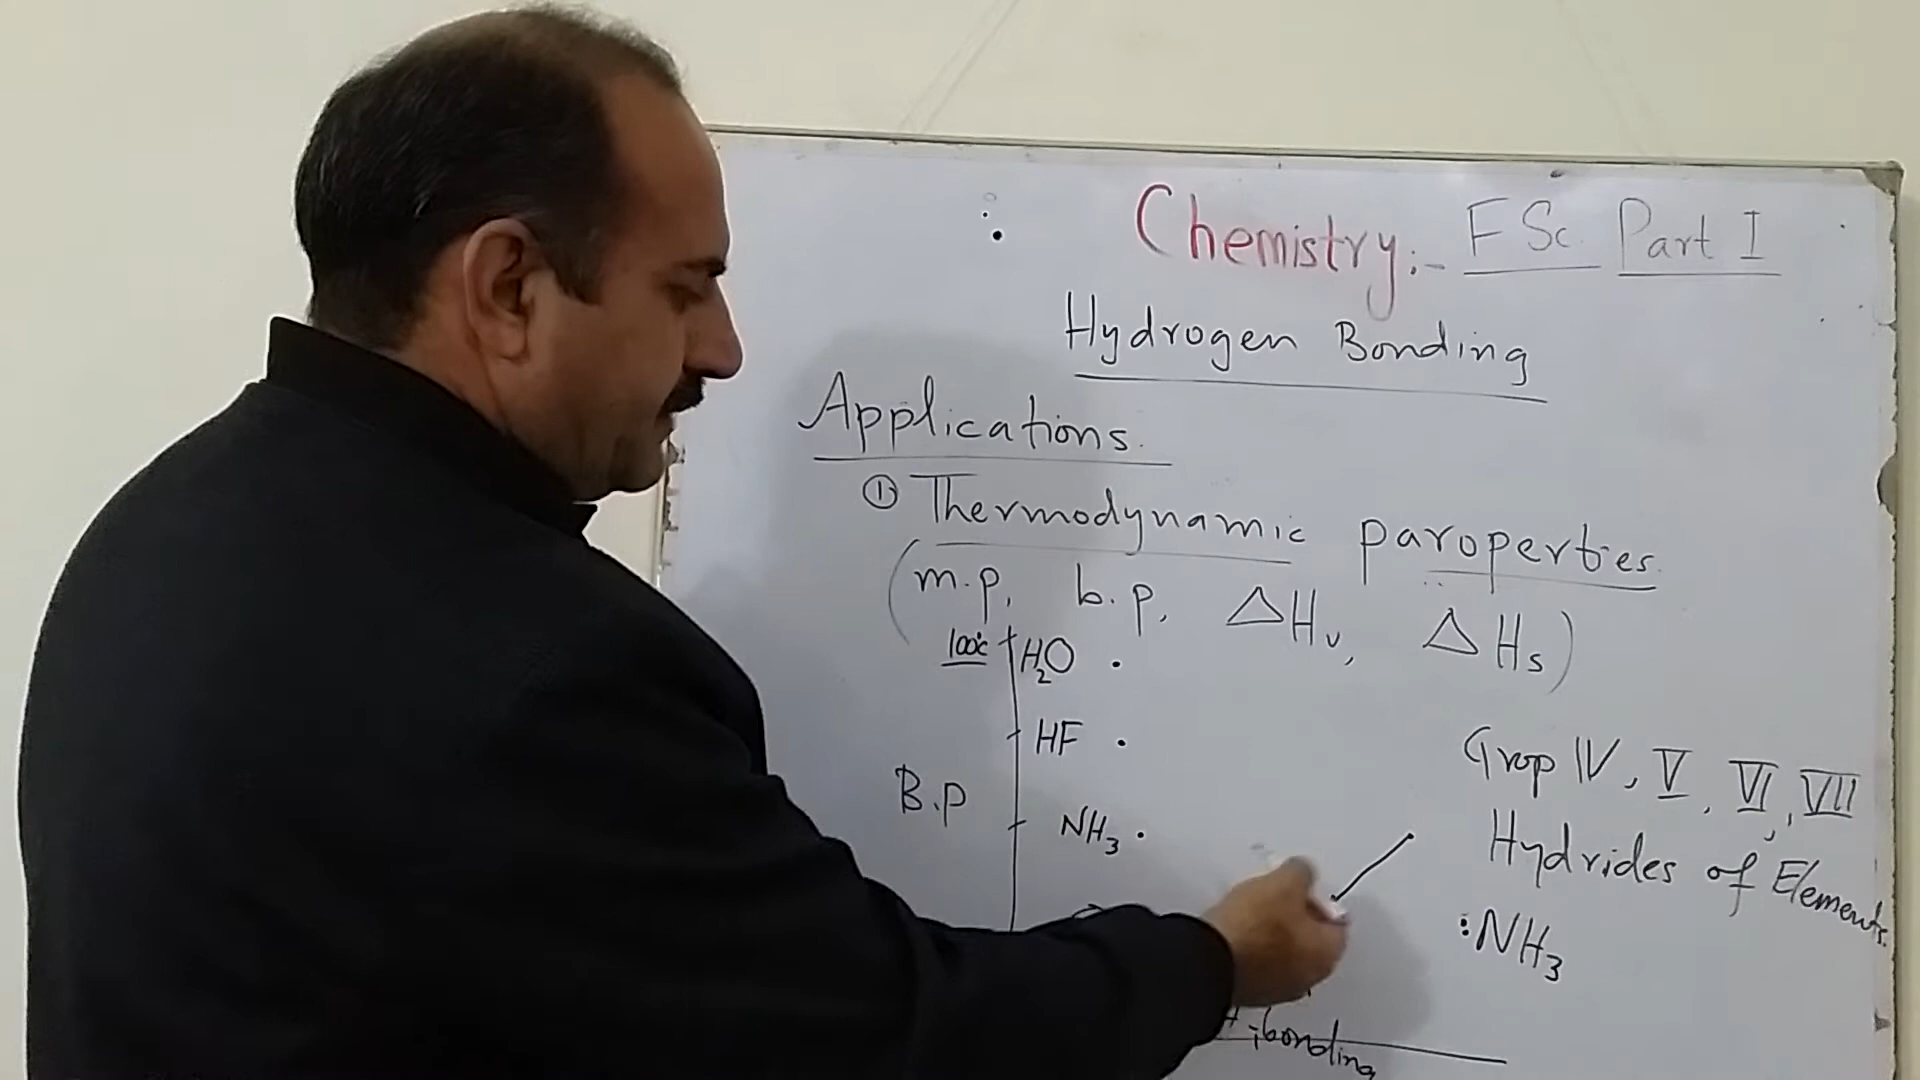 Chemistry:- FSc. Part I
Hydrogen Bonding
Applications.
① Thermodynamic paroperties.
(m.p, b.p, ΔHv, ΔHs)
100°c H2O
HF
B.p
NH3
Grop IV, V, VI, VII
Hydrides of Elements.
:NH3
H-bonding